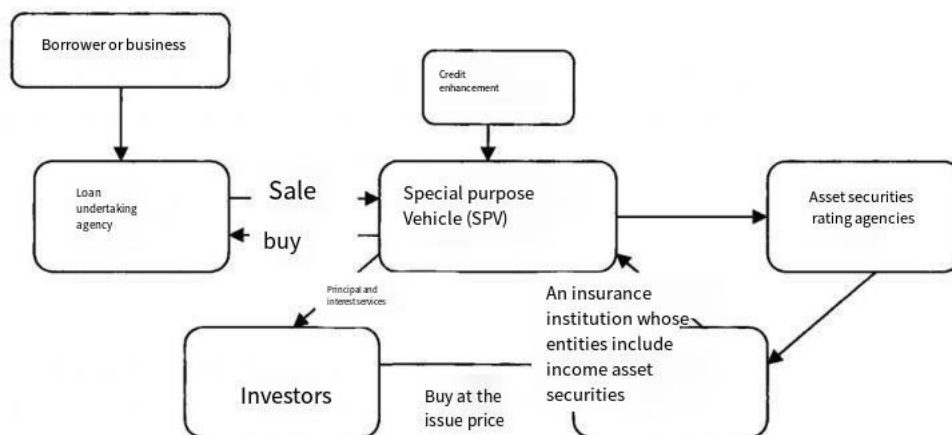 Borrower or business
Credit
enhancement
Loan
undertaking
agency
Sale
buy
Special purpose
Vehicle (SPV)
Asset securities
rating agencies
Principal and
interest services
An insurance
institution whose
entities include
income asset
securities
Investors
Buy at the
issue price